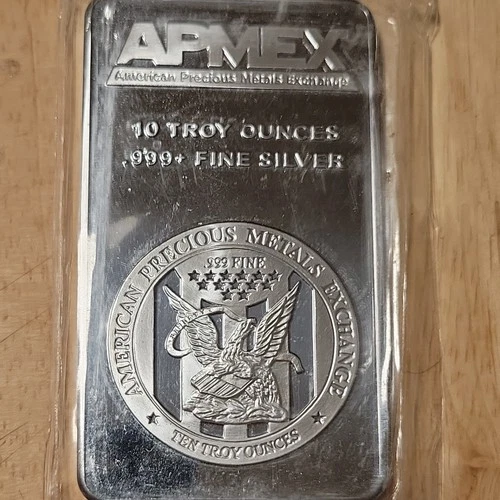 APMEX
American Precious Metals Exchange
10 TROY OUNCES
.999+ FINE SILVER
AMERICAN PRECIOUS METALS EXCHANGE
.999 FINE
TEN TROY OUNCES